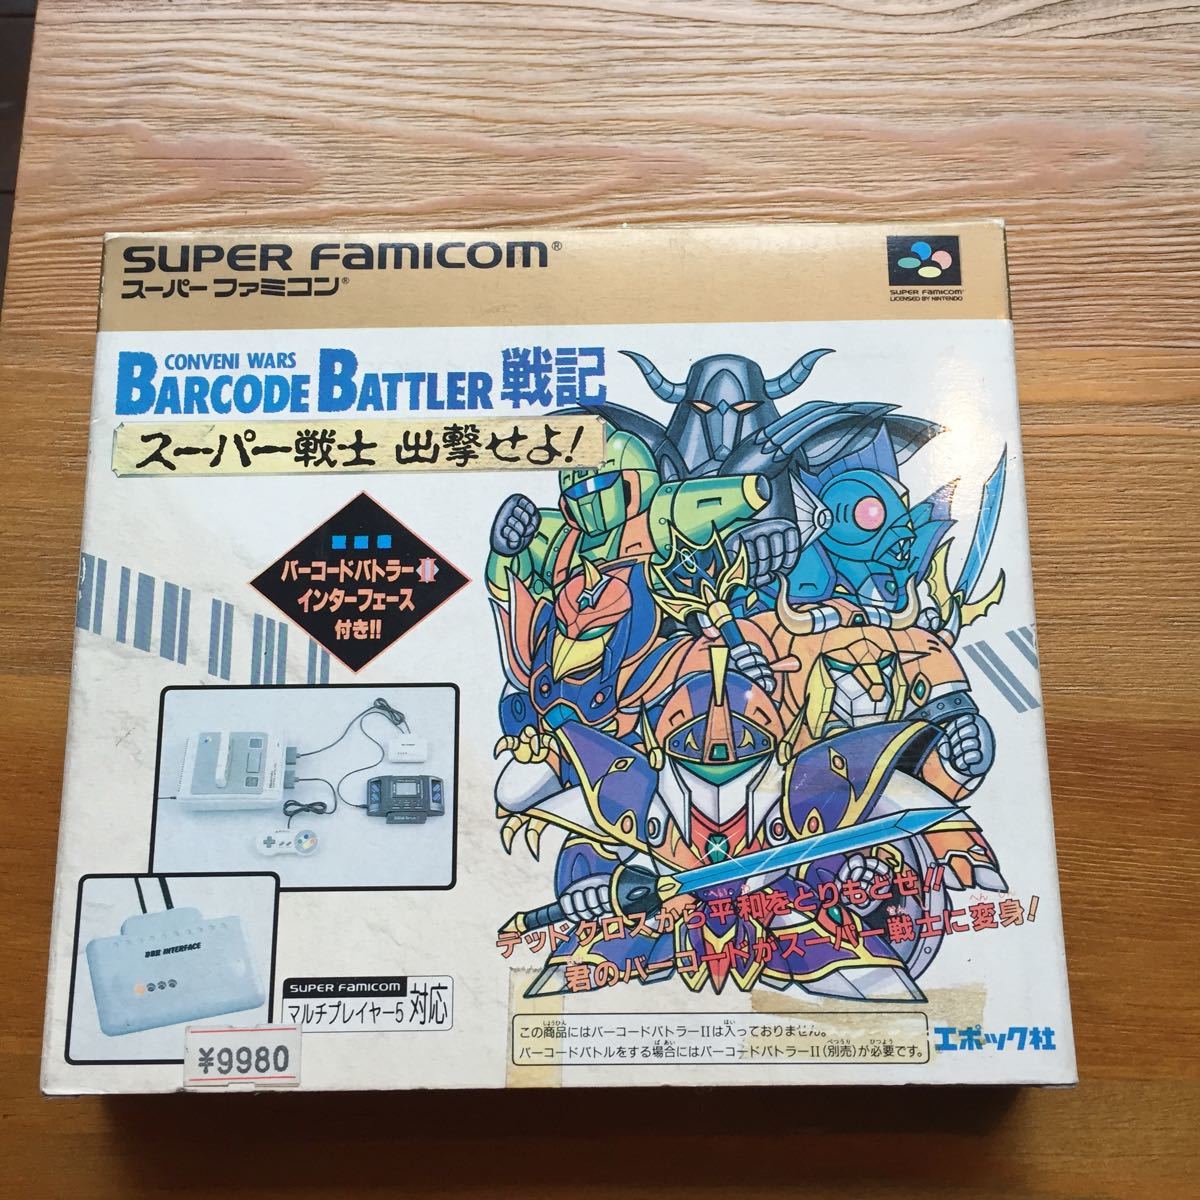 SUPER FAMICOM®
スーパーファミコン®
SUPER FAMICOM
LICENSED BY NINTENDO
CONVENI WARS
BARCODE BATTLER 戦記
スーパー戦士 出撃せよ!
バーコードバトラーII
インターフェース
付き!!
BBII INTERFACE
SUPER FAMICOM
マルチプレイヤー5 対応
¥9980
デッドクロスから平和をとりもどせ!!
君のバーコードがスーパー戦士に変身!
この商品にはバーコードバトラーIIは入っておりません。
バーコードバトルをする場合にはバーコードバトラーII(別売)が必要です。
エポック社